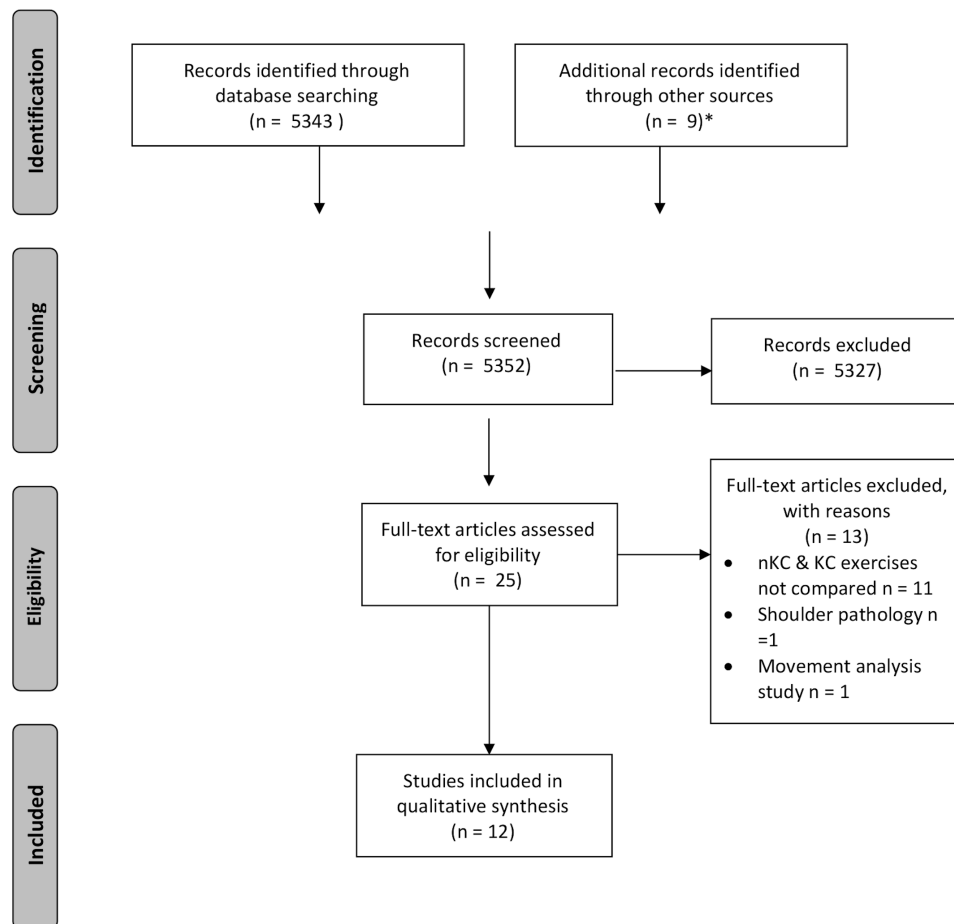 Identification
Records identified through
database searching
(n = 5343 )
Additional records identified
through other sources
(n = 9)*
Screening
Records screened
(n = 5352)
Records excluded
(n = 5327)
Eligibility
Full-text articles assessed
for eligibility
(n = 25)
Full-text articles excluded,
with reasons
(n = 13)
• nKC & KC exercises
not compared n = 11
• Shoulder pathology n
=1
• Movement analysis
study n = 1
Included
Studies included in
qualitative synthesis
(n = 12)